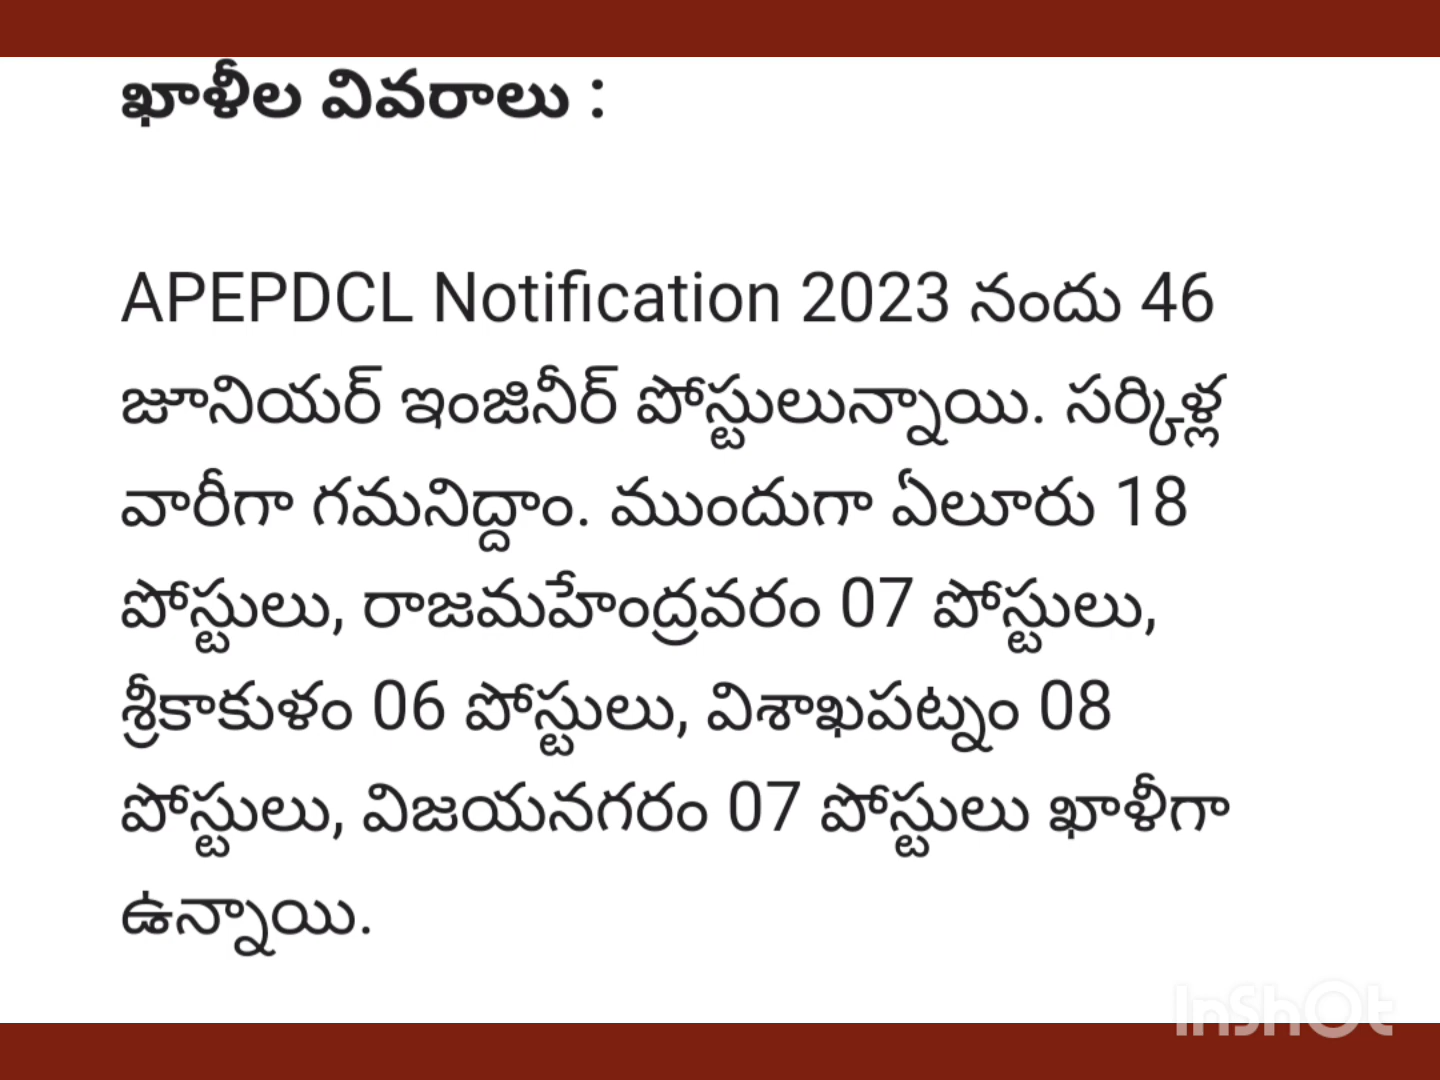 ఖాళీల వివరాలు :
APEPDCL Notification 2023 నందు 46
జూనియర్ ఇంజినీర్ పోస్టులున్నాయి. సర్కిళ్ల
వారీగా గమనిద్దాం. ముందుగా ఏలూరు 18
పోస్టులు, రాజమహేంద్రవరం 07 పోస్టులు,
శ్రీకాకుళం 06 పోస్టులు, విశాఖపట్నం 08
పోస్టులు, విజయనగరం 07 పోస్టులు ఖాళీగా
ఉన్నాయి.
InShOt